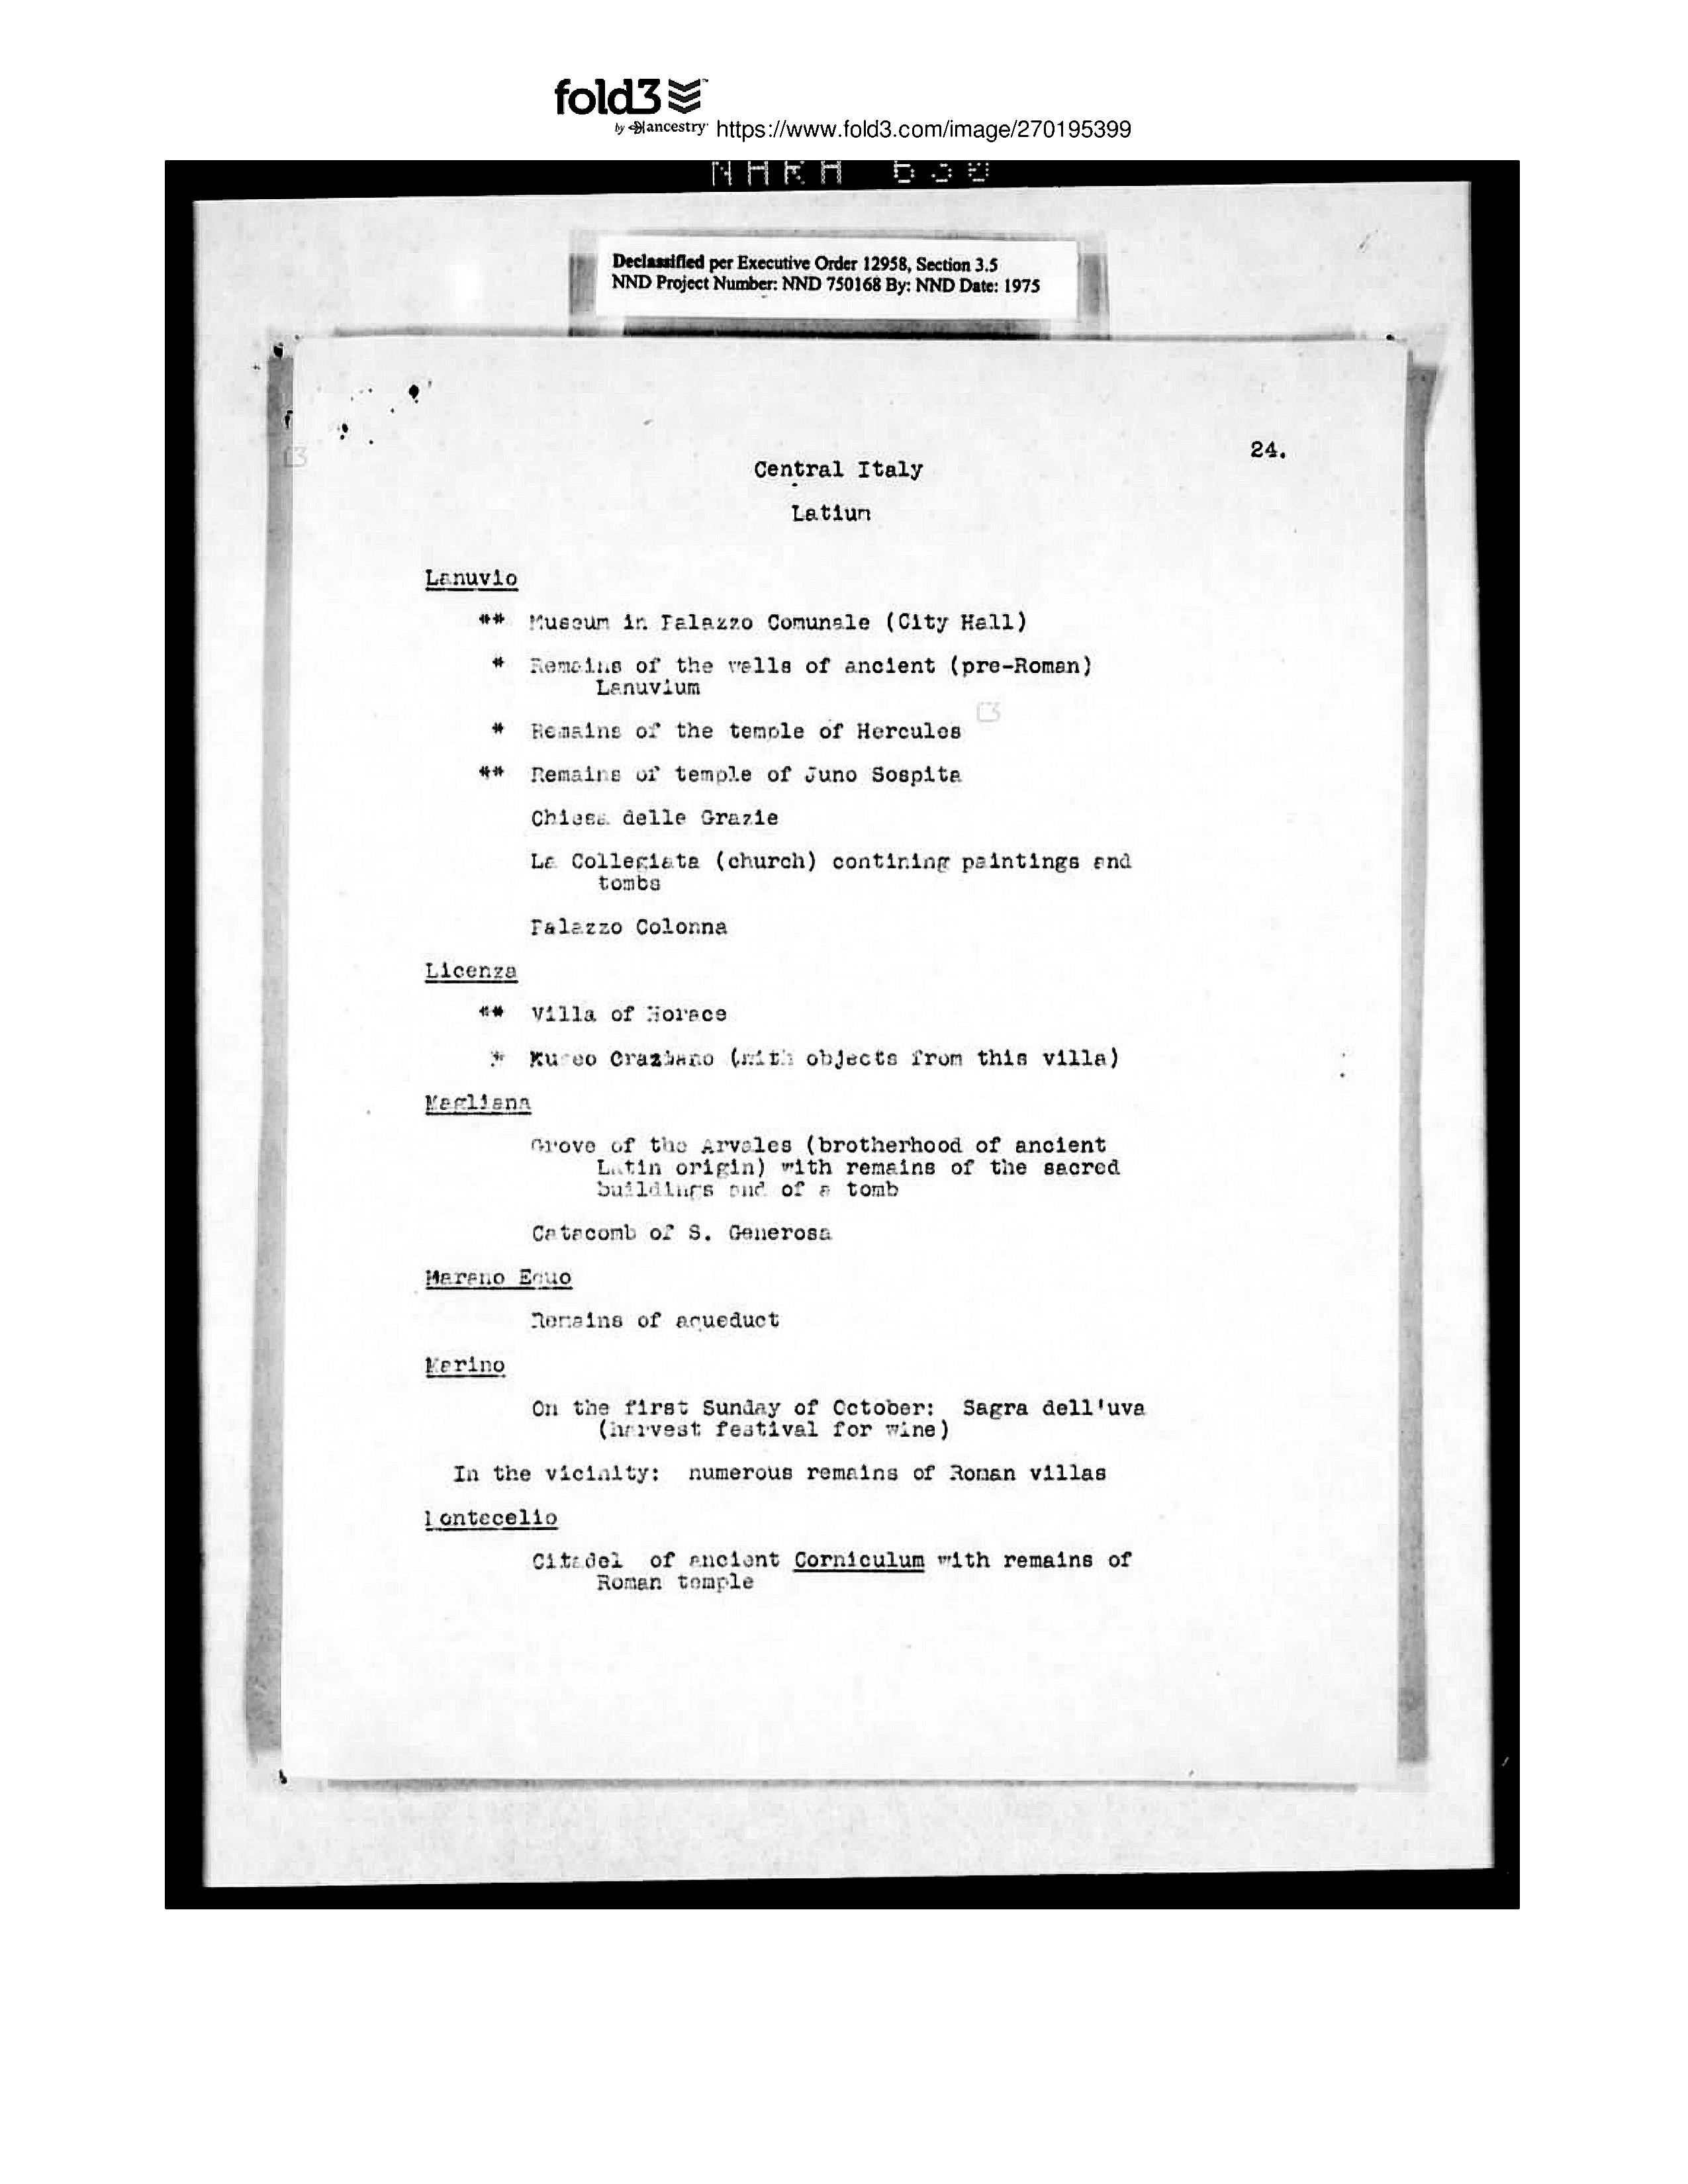 fold3
by ancestry https://www.fold3.com/image/270195399
NARA 630
Declassified per Executive Order 12958, Section 3.5
NND Project Number: NND 750168 By: NND Date: 1975
24.
Central Italy
Latium
Lanuvio
** Museum in Palazzo Comunale (City Hall)
* Remains of the walls of ancient (pre-Roman)
Lanuvium
* Remains of the temple of Hercules
** Remains of temple of Juno Sospita
Chiesa delle Grazie
La Collegiata (church) contining paintings and
tombs
Palazzo Colonna
Licenza
** Villa of Horace
* Museo Oraziano (with objects from this villa)
Magliana
Grove of the Arvales (brotherhood of ancient
Latin origin) with remains of the sacred
buildings and of a tomb
Catacomb of S. Generosa
Marano Equo
Remains of aqueduct
Marino
On the first Sunday of October: Sagra dell'uva
(harvest festival for wine)
In the vicinity: numerous remains of Roman villas
Montecelio
Citadel of ancient Corniculum with remains of
Roman temple